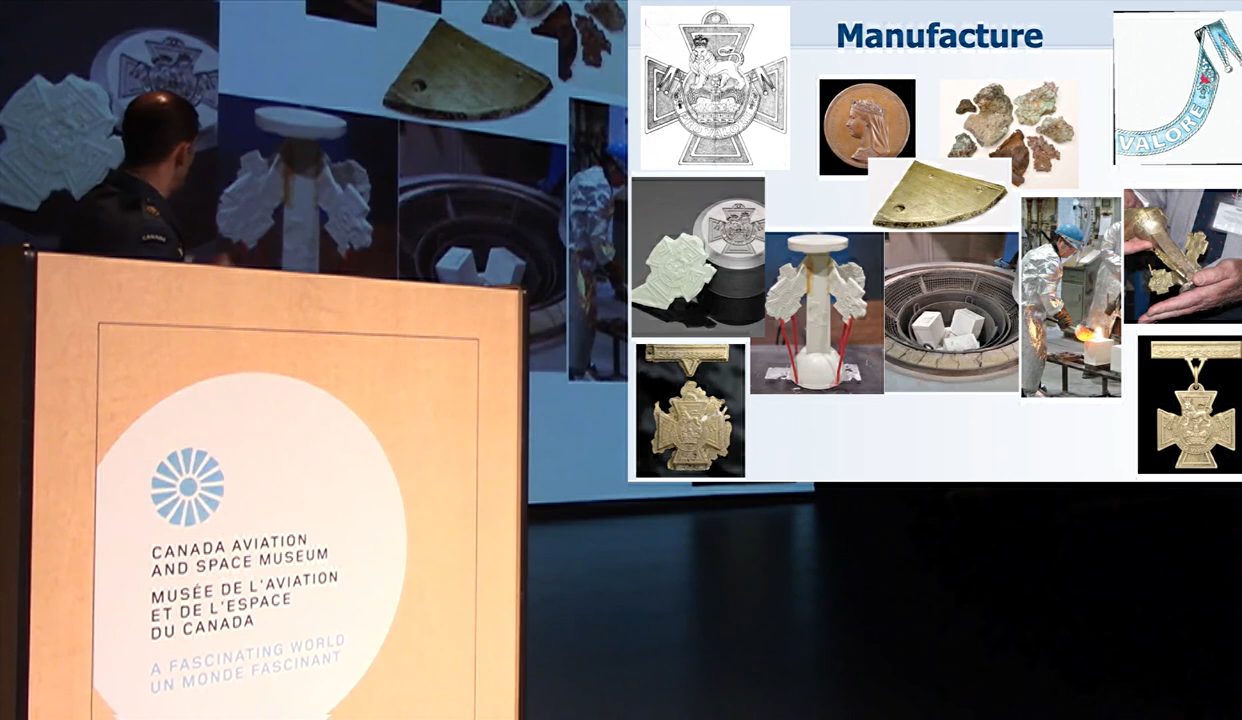 Manufacture
VALORE
CANADA
CANADA AVIATION
AND SPACE MUSEUM
MUSÉE DE L'AVIATION
ET DE L'ESPACE
DU CANADA
A FASCINATING WORLD
UN MONDE FASCINANT